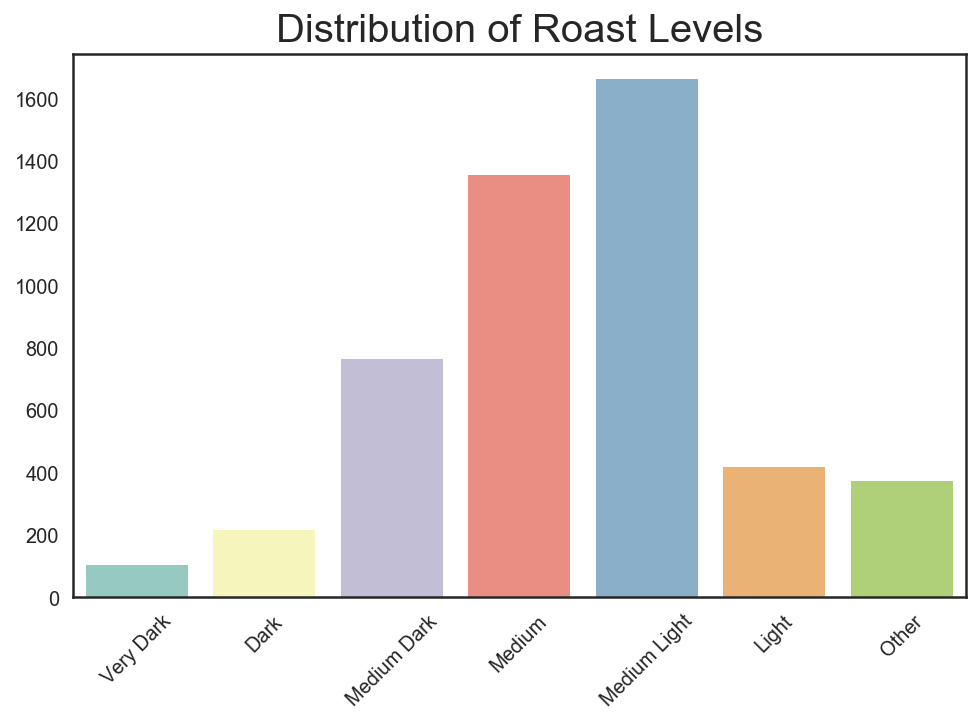 Distribution of Roast Levels
1600
1400
1200
1000
800
600
400
200
0
Very Dark
Dark
Medium Dark
Medium
Medium Light
Light
Other